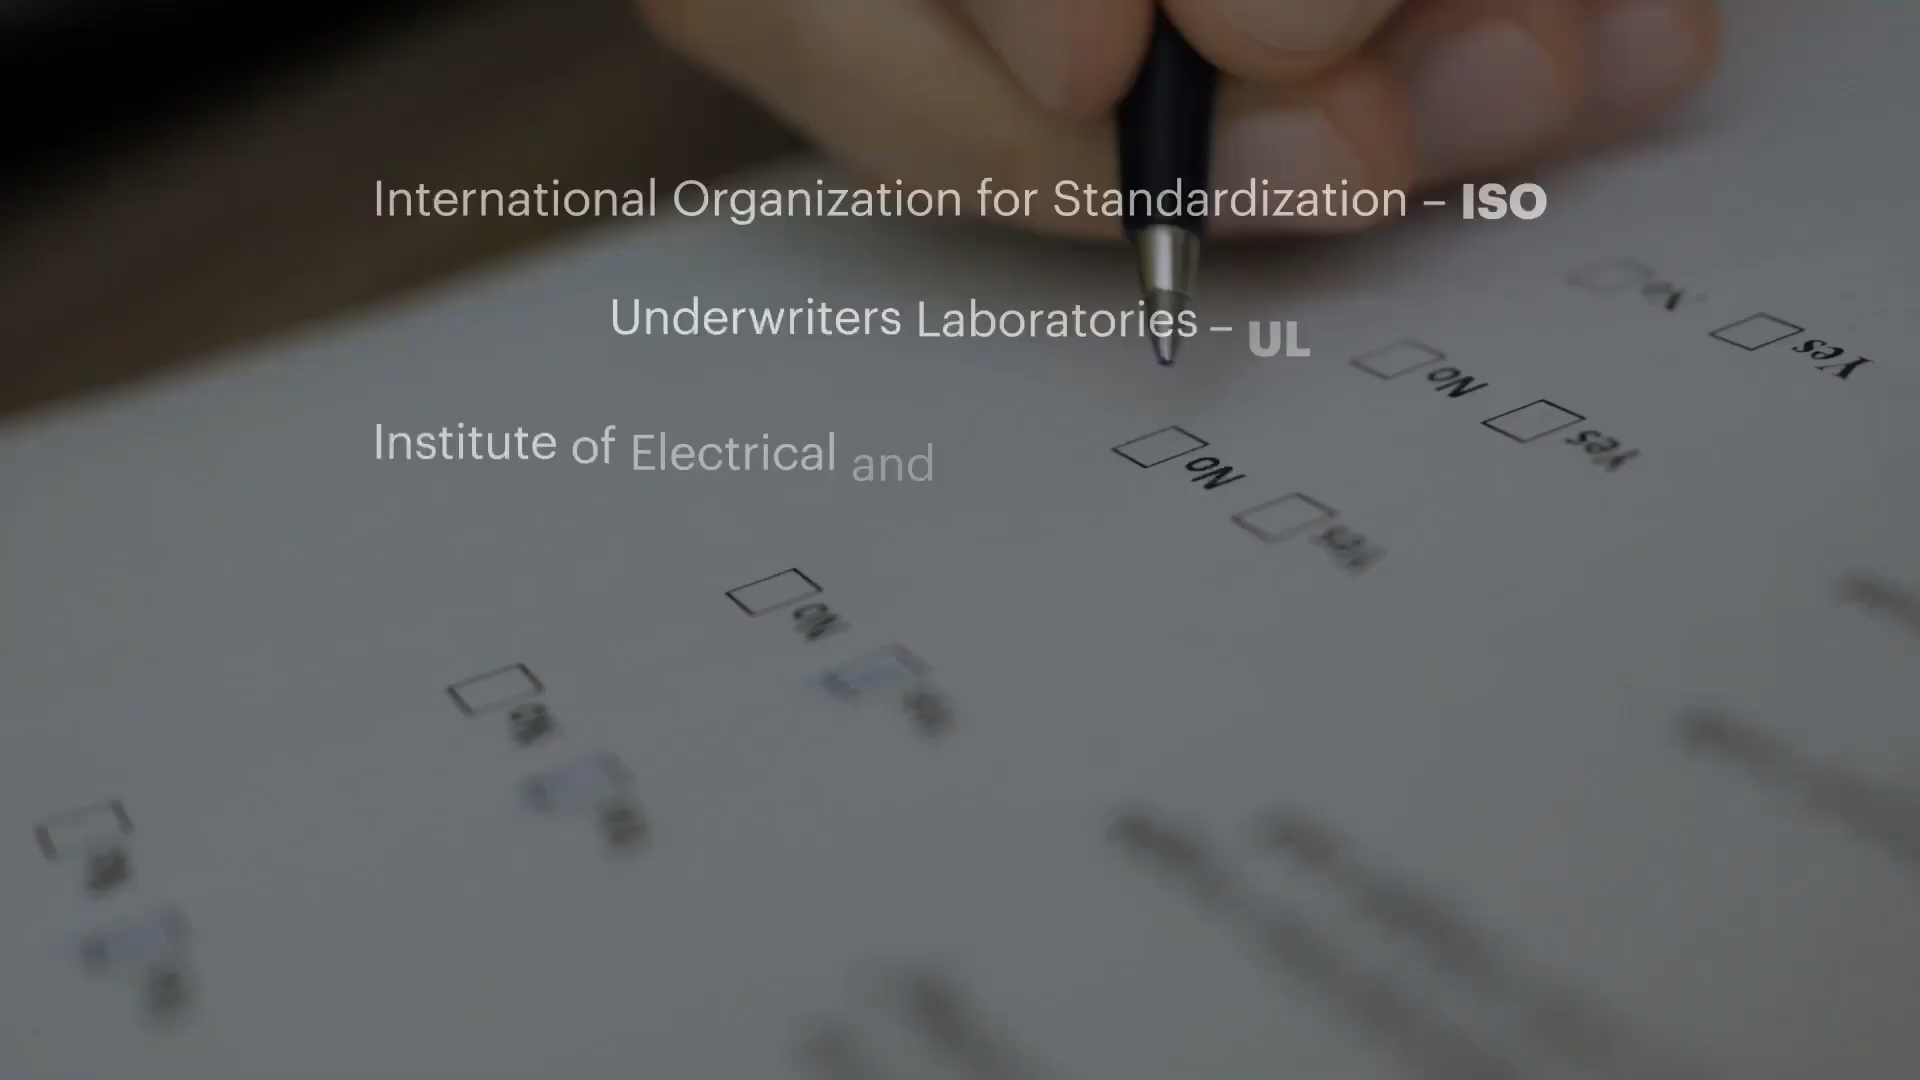 International Organization for Standardization – ISO
Underwriters Laboratories – UL
Institute of Electrical and
Yes
No
Yes
No
Yes
No
No